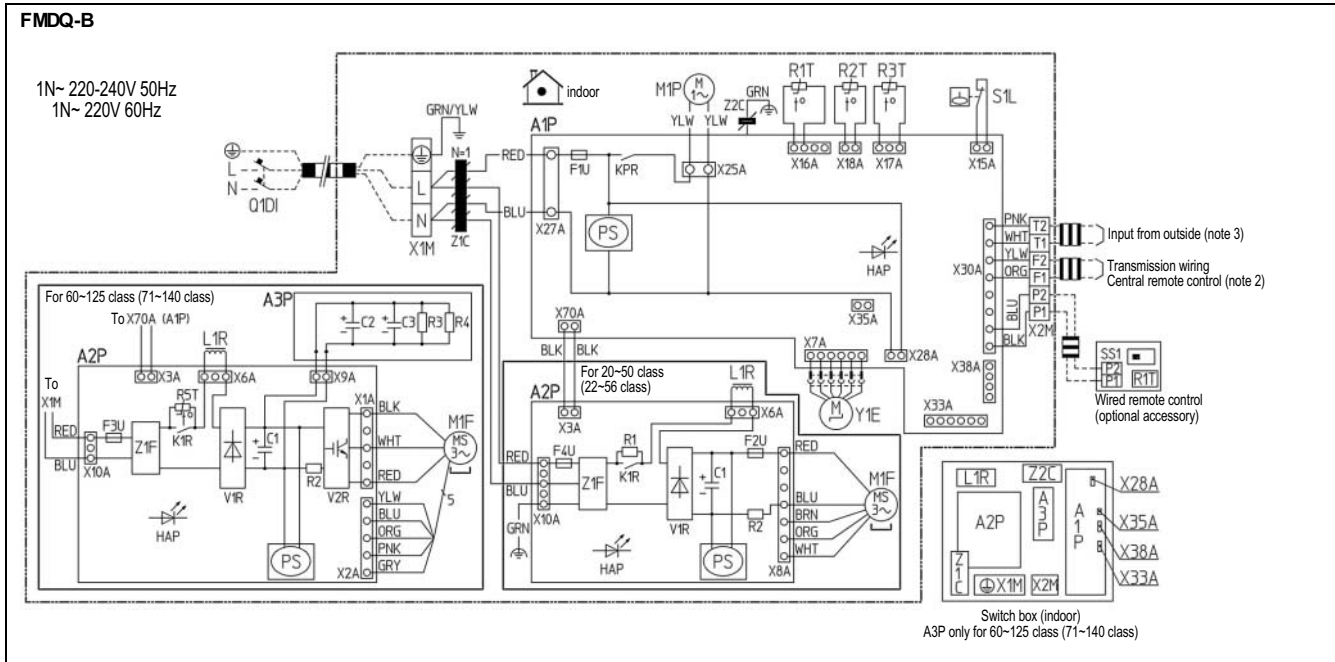 FMDQ-B
1N~ 220-240V 50Hz
1N~ 220V 60Hz
indoor
GRN/YLW
L
N
Q1DI
L
N
X1M
N=1
Z1C
RED
BLU
A1P
X27A
F1U
KPR
PS
M1P
M
1~
YLW YLW
X25A
Z2C
GRN
R1T
R2T
R3T
t°
t°
t°
X16A
X18A
X17A
S1L
X15A
HAP
X35A
X30A
PNK
WHT
YLW
ORG
BLU
BLK
T2
T1
F2
F1
P2
P1
X2M
Input from outside (note 3)
Transmission wiring
Central remote control (note 2)
SS1
P2
P1
R1T
Wired remote control
(optional accessory)
X70A
BLK BLK
X7A
X28A
X38A
X33A
M
Y1E
For 60~125 class (71~140 class)
To X70A (A1P)
A3P
C2
C3
R3
R4
L1R
A2P
X3A
X6A
X9A
To
X1M
RED
BLU
X10A
F3U
Z1F
R5T
t°
K1R
V1R
C1
R2
V2R
X1A
BLK
WHT
RED
M1F
MS
3~
5
YLW
BLU
ORG
PNK
GRY
X2A
HAP
PS
For 20~50 class
(22~56 class)
A2P
X3A
L1R
X6A
RED
BLU
GRN
X10A
F4U
Z1F
R1
K1R
V1R
C1
F2U
R2
RED
BLU
BRN
ORG
WHT
X8A
M1F
MS
3~
HAP
PS
L1R
Z2C
A2P
A3P
A1P
Z1C
X1M
X2M
X28A
X35A
X38A
X33A
Switch box (indoor)
A3P only for 60~125 class (71~140 class)